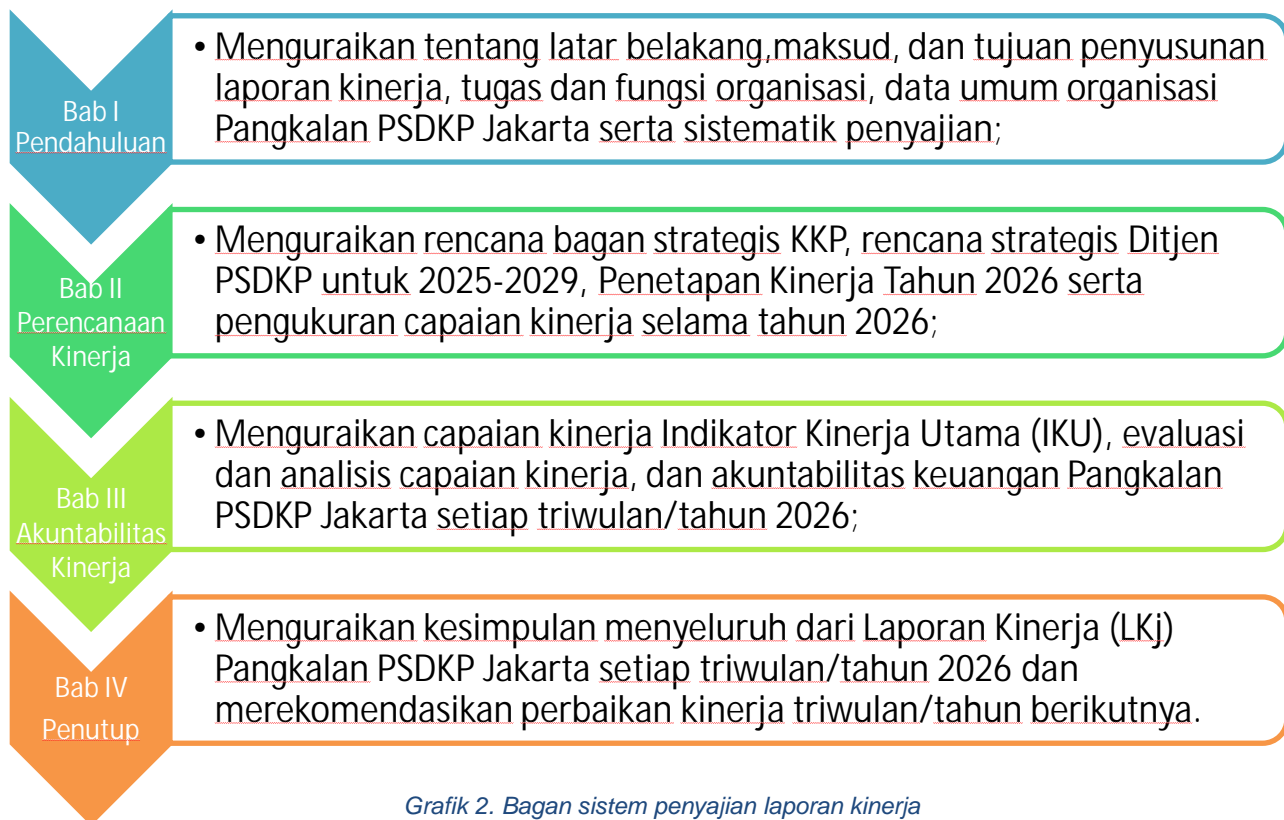 Bab I
Pendahuluan
• Menguraikan tentang latar belakang,maksud, dan tujuan penyusunan
laporan kinerja, tugas dan fungsi organisasi, data umum organisasi
Pangkalan PSDKP Jakarta serta sistematik penyajian;
Bab II
Perencanaan
Kinerja
• Menguraikan rencana bagan strategis KKP, rencana strategis Ditjen
PSDKP untuk 2025-2029, Penetapan Kinerja Tahun 2026 serta
pengukuran capaian kinerja selama tahun 2026;
Bab III
Akuntabilitas
Kinerja
• Menguraikan capaian kinerja Indikator Kinerja Utama (IKU), evaluasi
dan analisis capaian kinerja, dan akuntabilitas keuangan Pangkalan
PSDKP Jakarta setiap triwulan/tahun 2026;
Bab IV
Penutup
• Menguraikan kesimpulan menyeluruh dari Laporan Kinerja (LKj)
Pangkalan PSDKP Jakarta setiap triwulan/tahun 2026 dan
merekomendasikan perbaikan kinerja triwulan/tahun berikutnya.
Grafik 2. Bagan sistem penyajian laporan kinerja